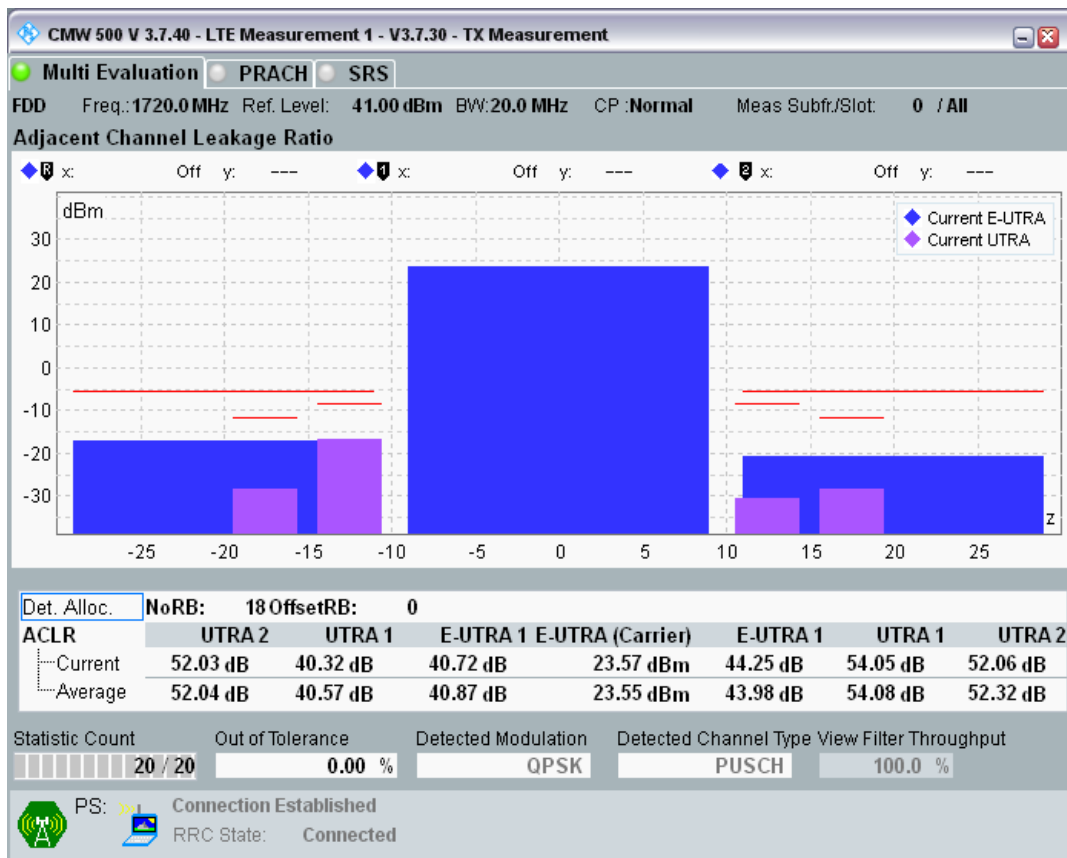 CMW 500 V 3.7.40 - LTE Measurement 1 - V3.7.30 - TX Measurement
Multi Evaluation PRACH SRS
FDD Freq.: 1720.0 MHz Ref. Level: 41.00 dBm BW: 20.0 MHz CP :Normal Meas Subfr./Slot: 0 / All
Adjacent Channel Leakage Ratio
R x: Off y: --- 1 x: Off y: --- 2 x: Off y: ---
dBm
Current E-UTRA
Current UTRA
30
20
10
0
-10
-20
-30
z
-25 -20 -15 -10 -5 0 5 10 15 20 25
Det. Alloc. NoRB: 18 OffsetRB: 0
ACLR UTRA 2 UTRA 1 E-UTRA 1 E-UTRA (Carrier) E-UTRA 1 UTRA 1 UTRA 2
Current 52.03 dB 40.32 dB 40.72 dB 23.57 dBm 44.25 dB 54.05 dB 52.06 dB
Average 52.04 dB 40.57 dB 40.87 dB 23.55 dBm 43.98 dB 54.08 dB 52.32 dB
Statistic Count Out of Tolerance Detected Modulation Detected Channel Type View Filter Throughput
20 / 20 0.00 % QPSK PUSCH 100.0 %
PS: Connection Established
RRC State: Connected